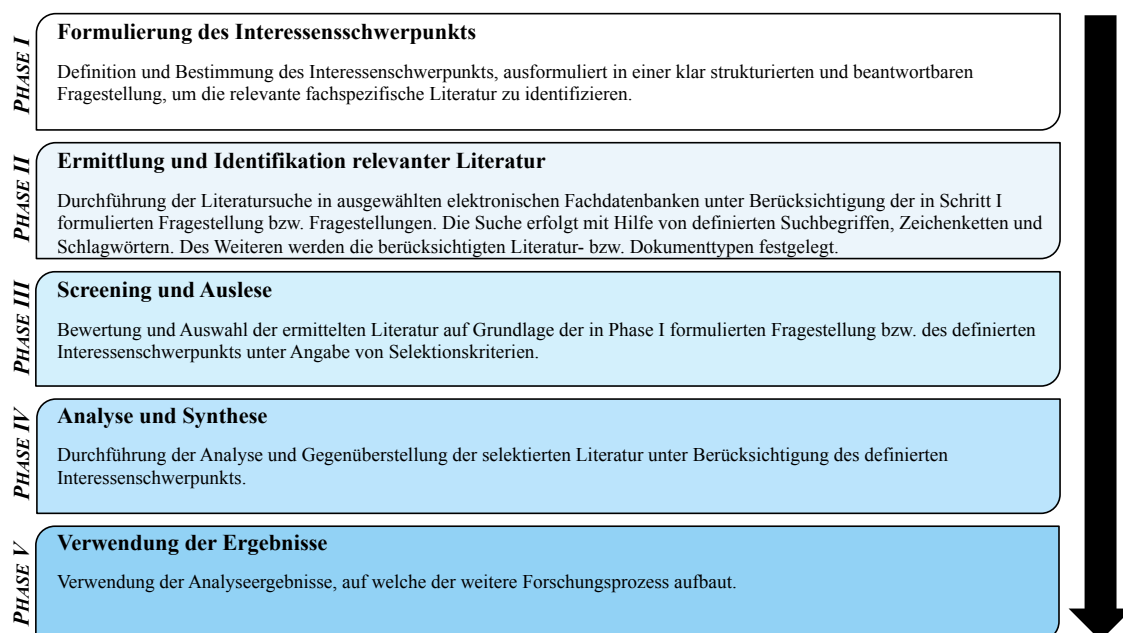 PHASE I
Formulierung des Interessensschwerpunkts
Definition und Bestimmung des Interessenschwerpunkts, ausformuliert in einer klar strukturierten und beantwortbaren
Fragestellung, um die relevante fachspezifische Literatur zu identifizieren.
PHASE II
Ermittlung und Identifikation relevanter Literatur
Durchführung der Literatursuche in ausgewählten elektronischen Fachdatenbanken unter Berücksichtigung der in Schritt I
formulierten Fragestellung bzw. Fragestellungen. Die Suche erfolgt mit Hilfe von definierten Suchbegriffen, Zeichenketten und
Schlagwörtern. Des Weiteren werden die berücksichtigten Literatur- bzw. Dokumenttypen festgelegt.
PHASE III
Screening und Auslese
Bewertung und Auswahl der ermittelten Literatur auf Grundlage der in Phase I formulierten Fragestellung bzw. des definierten
Interessenschwerpunkts unter Angabe von Selektionskriterien.
PHASE IV
Analyse und Synthese
Durchführung der Analyse und Gegenüberstellung der selektierten Literatur unter Berücksichtigung des definierten
Interessenschwerpunkts.
PHASE V
Verwendung der Ergebnisse
Verwendung der Analyseergebnisse, auf welche der weitere Forschungsprozess aufbaut.